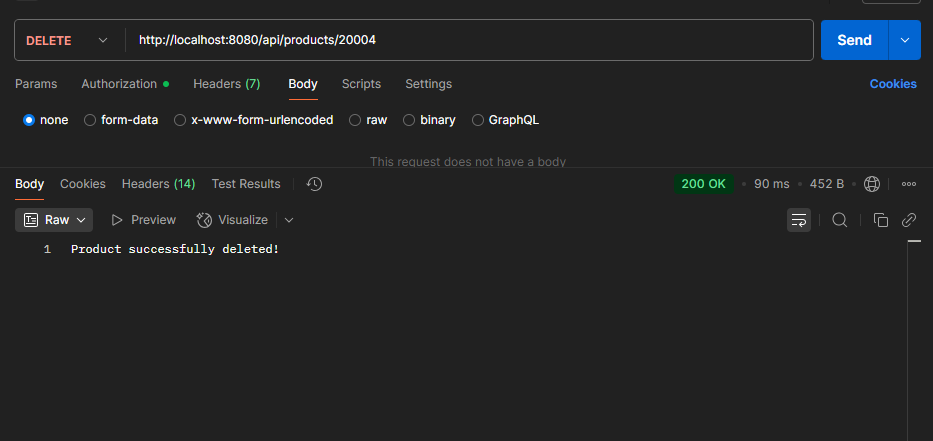 DELETE http://localhost:8080/api/products/20004 Send
Params Authorization Headers (7) Body Scripts Settings Cookies
none form-data x-www-form-urlencoded raw binary GraphQL
This request does not have a body
Body Cookies Headers (14) Test Results 200 OK • 90 ms • 452 B •
Raw Preview Visualize
1 Product successfully deleted!